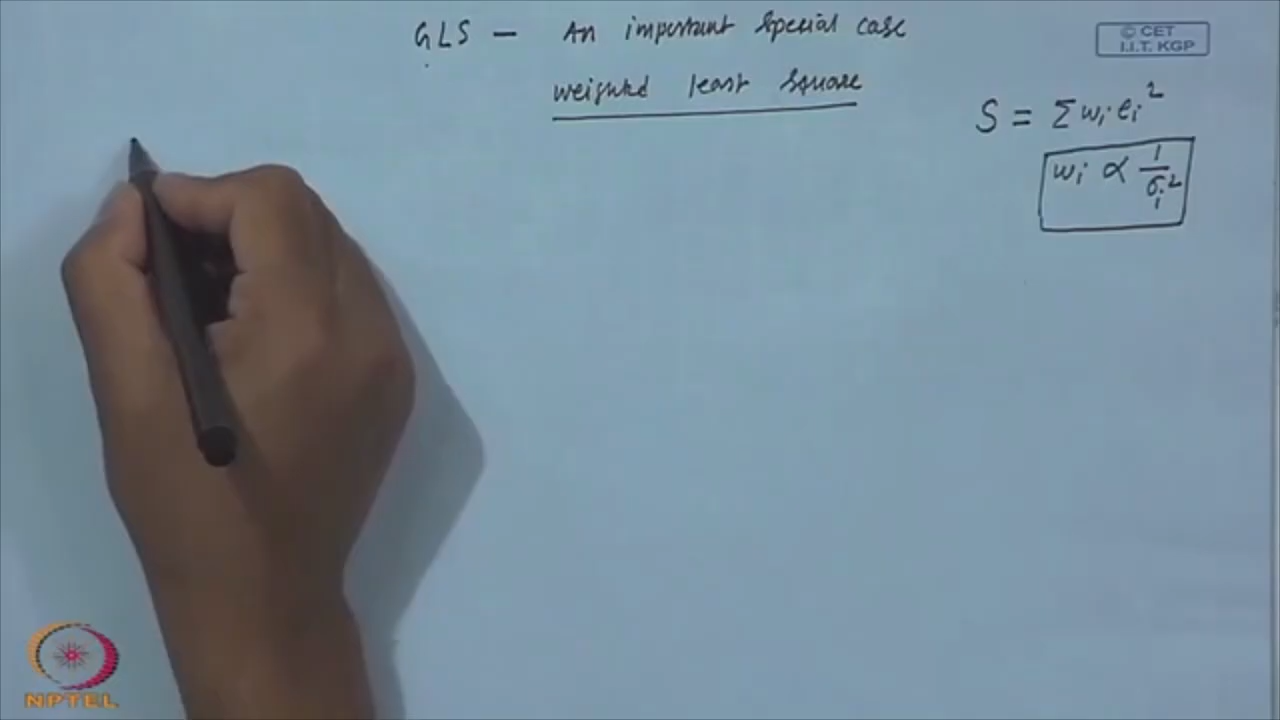 GLS — An important special case
weighted least square
© CET
I.I.T. KGP
S = Σ wᵢ eᵢ²
wᵢ ∝ 1/σᵢ²
NPTEL